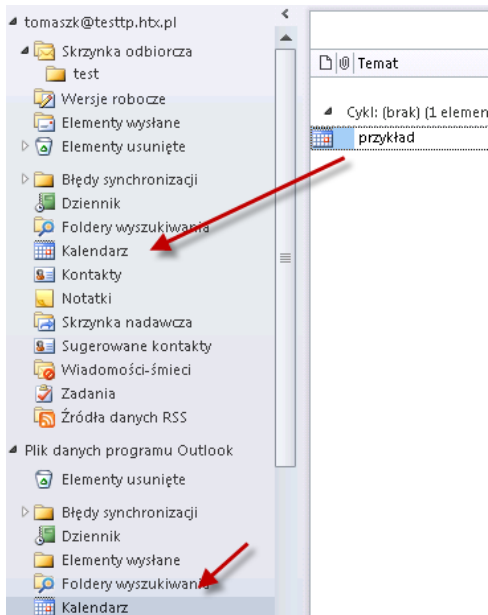 tomaszk@testtp.htx.pl
Skrzynka odbiorcza
test
Wersje robocze
Elementy wysłane
Elementy usunięte
Błędy synchronizacji
Dziennik
Foldery wyszukiwania
Kalendarz
Kontakty
Notatki
Skrzynka nadawcza
Sugerowane kontakty
Wiadomości-śmieci
Zadania
Źródła danych RSS
Plik danych programu Outlook
Elementy usunięte
Błędy synchronizacji
Dziennik
Elementy wysłane
Foldery wyszukiwania
Kalendarz
Temat
Cykl: (brak) (1 elemen
przykład